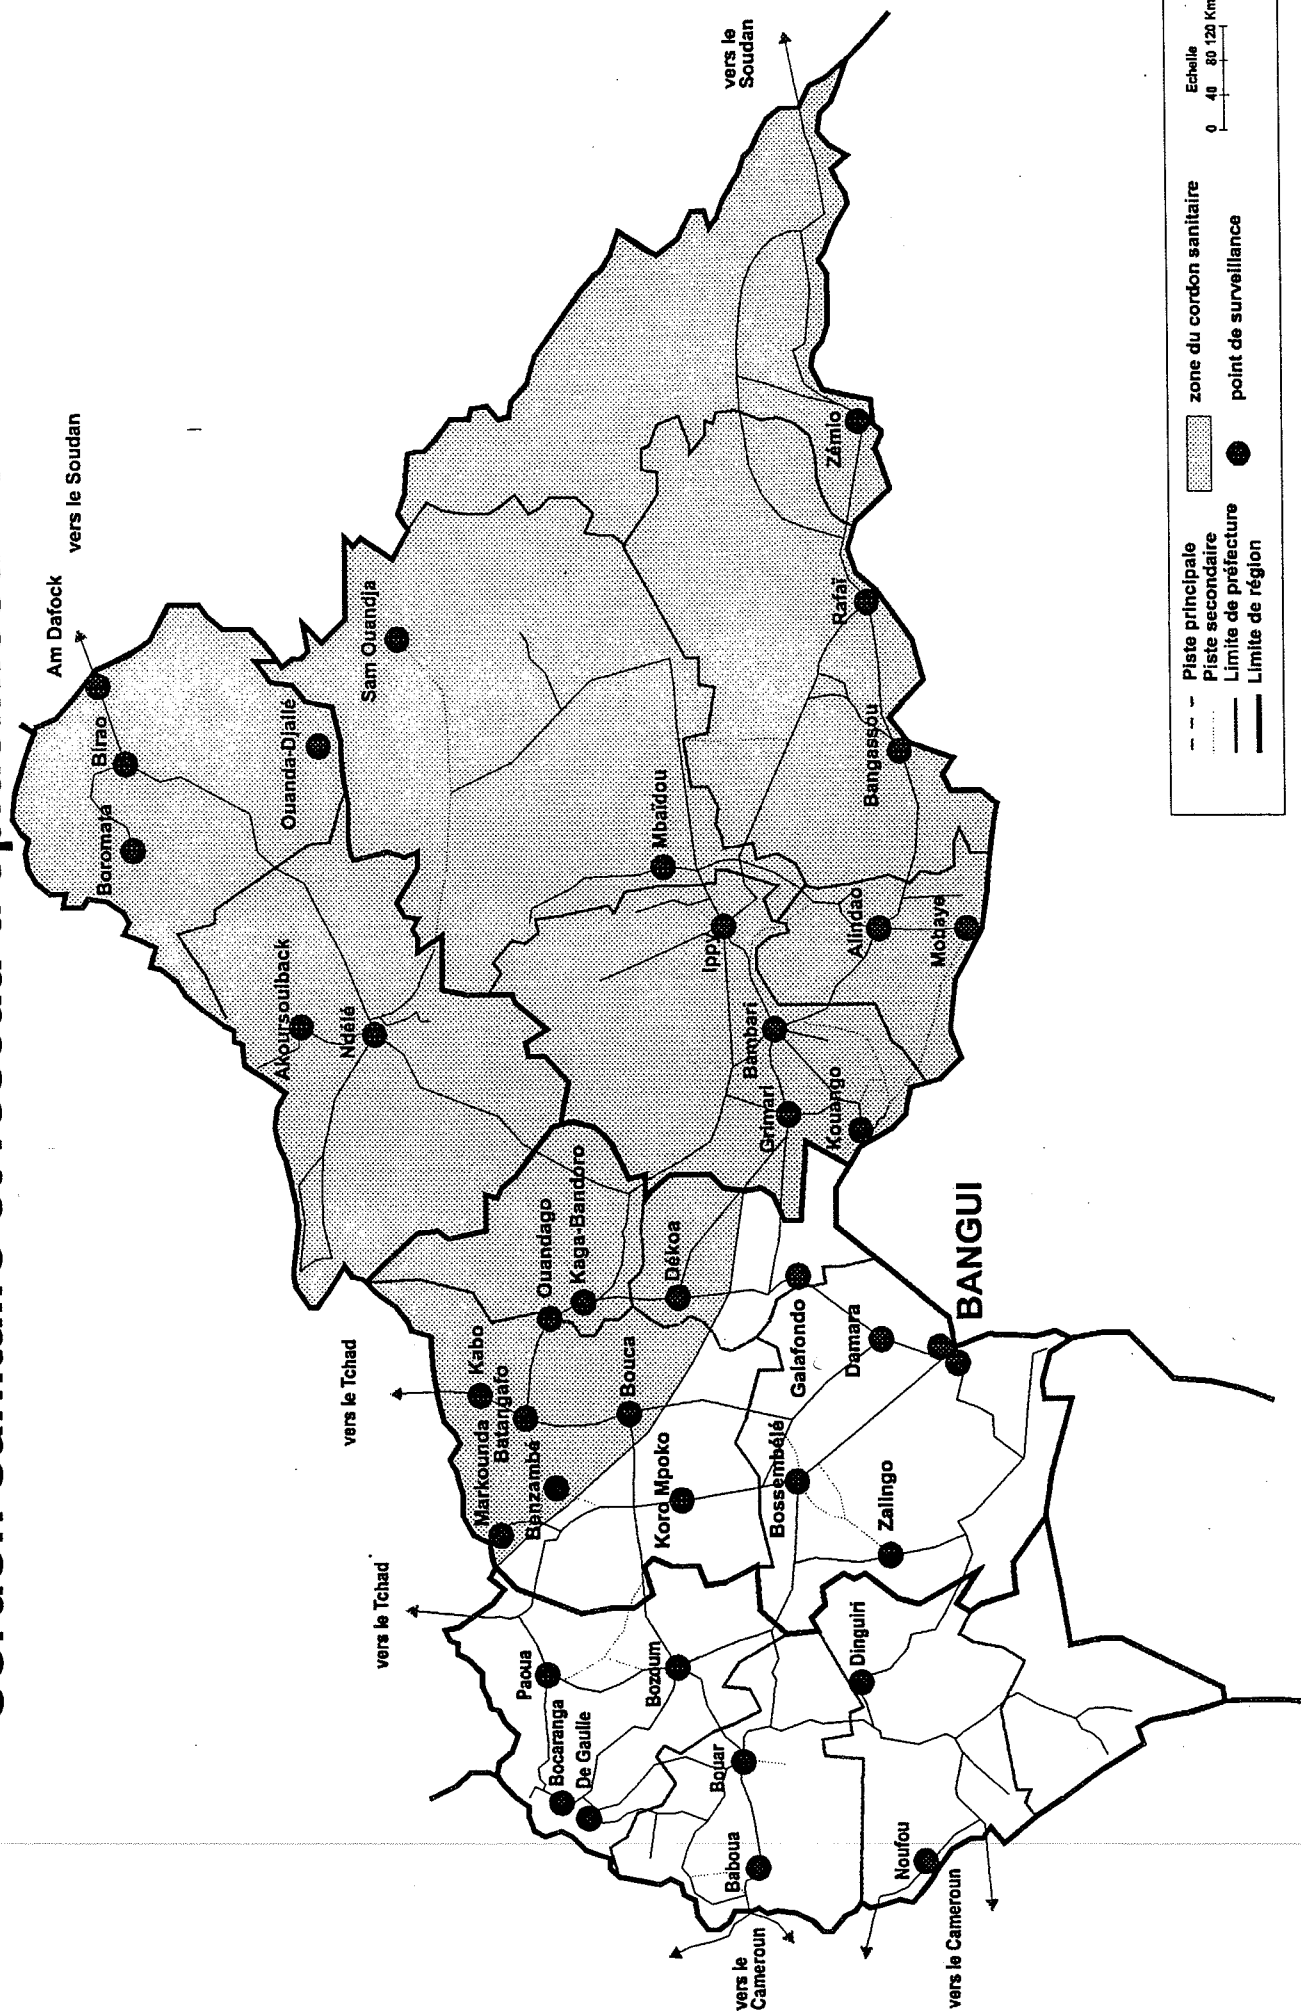 vers le
Soudan
vers le Soudan
Am Dafock
Birao
Boromata
Ouanda-Djallé
Sam Ouandja
Akoursoulback
Ndélé
Mbaïdou
Ippy
Bambari
Grimari
Kouango
Alindao
Mobaye
Bangassou
Rafaï
Zémio
vers le Tchad
Kabo
Batangafo
Markounda
Benzambé
Ouandago
Kaga-Bandoro
Dékoa
Bouca
Koro Mpoko
Bossembélé
Galafondo
Damara
BANGUI
Zalingo
vers le Tchad
Paoua
Bocaranga
De Gaulle
Bozoum
Bouar
Baboua
Dinguiri
Noufou
vers le
Cameroun
vers le Cameroun
Piste principale
Piste secondaire
Limite de préfecture
Limite de région
zone du cordon sanitaire
point de surveillance
Echelle
0 40 80 120 Km